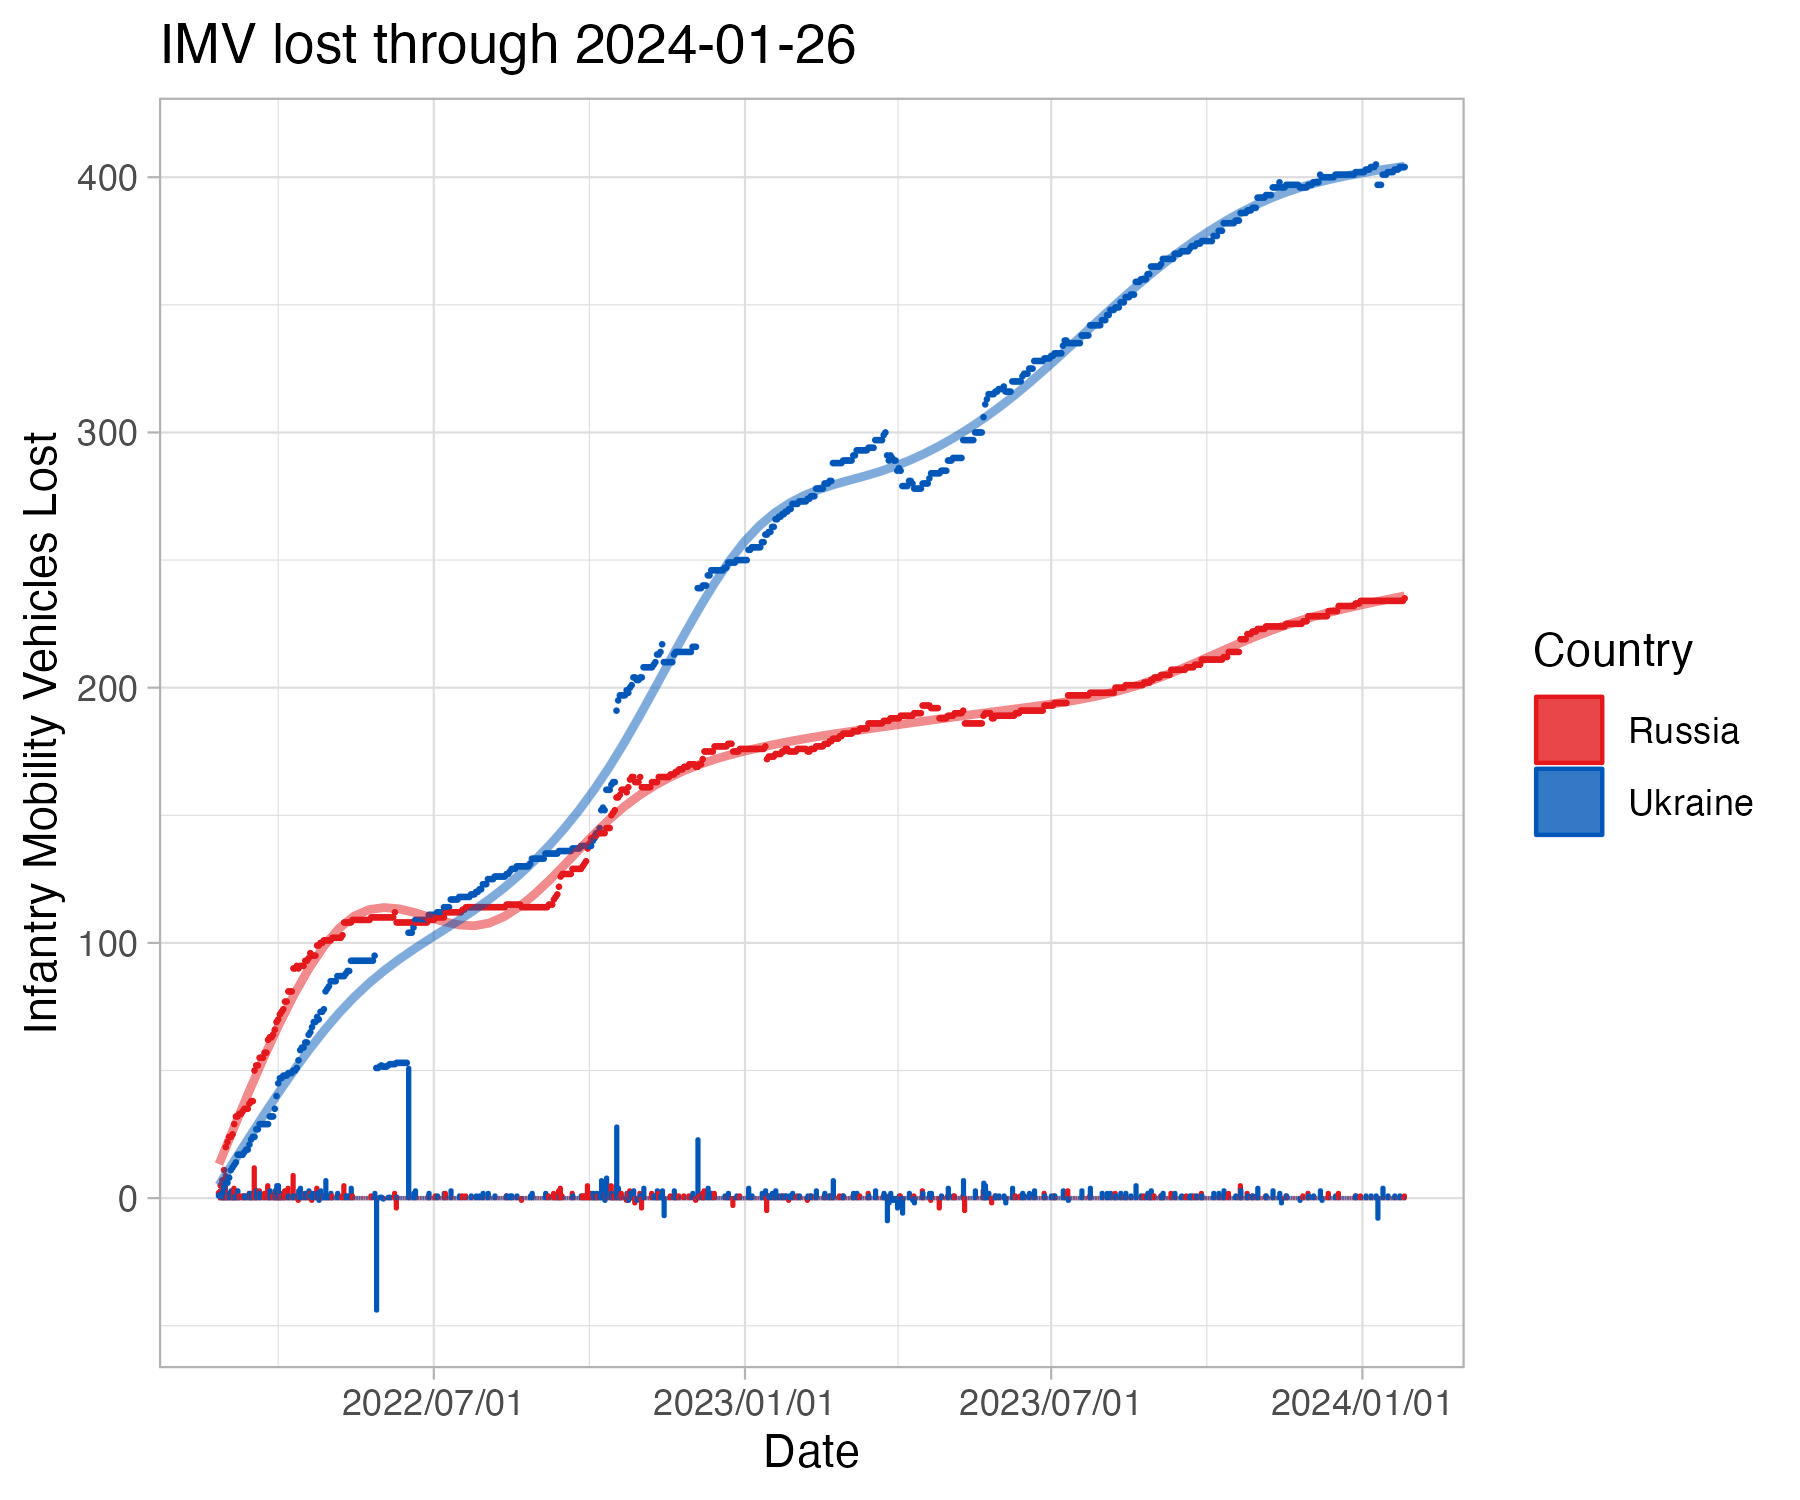 IMV lost through 2024-01-26
Infantry Mobility Vehicles Lost
400
300
200
100
0
2022/07/01
2023/01/01
2023/07/01
2024/01/01
Date
Country
Russia
Ukraine